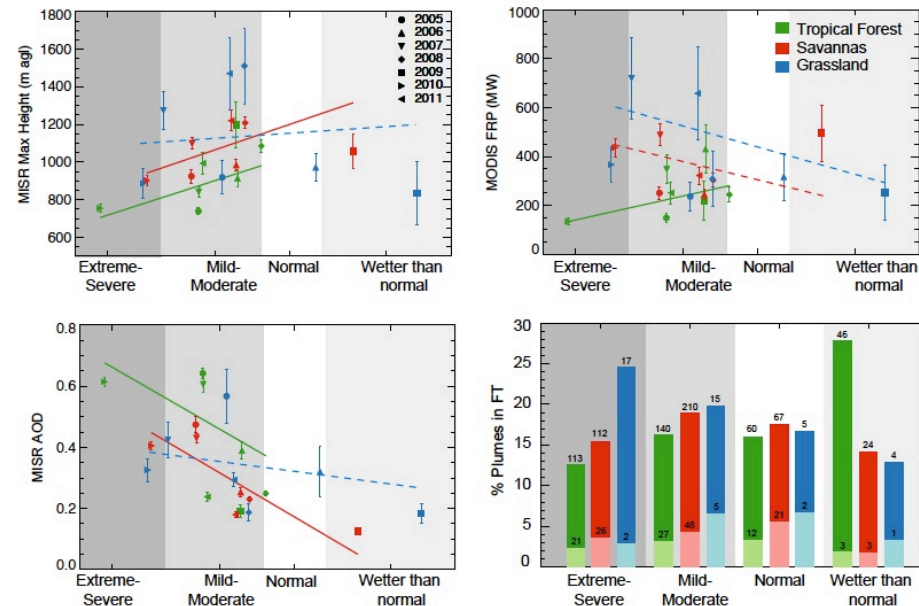 MISR Max Height (m agl)
1800
1600
1400
1200
1000
800
600
2005
2006
2007
2008
2009
2010
2011
Extreme-
Severe
Mild-
Moderate
Normal
Wetter than
normal
MODIS FRP (MW)
1000
800
600
400
200
0
Tropical Forest
Savannas
Grassland
Extreme-
Severe
Mild-
Moderate
Normal
Wetter than
normal
MISR AOD
0.8
0.6
0.4
0.2
0.0
Extreme-
Severe
Mild-
Moderate
Normal
Wetter than
normal
% Plumes in FT
30
25
20
15
10
5
0
113
112
17
140
210
15
60
67
5
46
24
4
21
26
2
27
48
5
12
21
2
3
3
1
Extreme-
Severe
Mild-
Moderate
Normal
Wetter than
normal